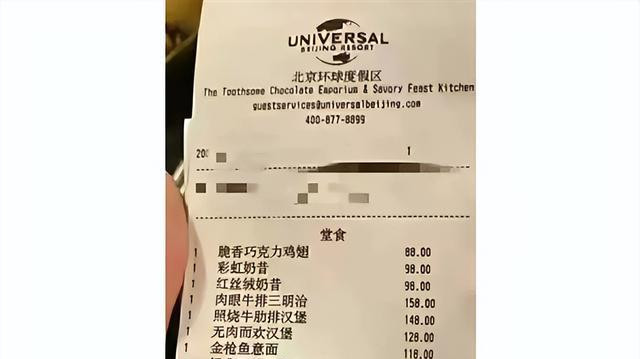 UNIVERSAL
BEIJING RESORT
北京环球度假区
The Toothsome Chocolate Emporium & Savory Feast Kitchen
guestservices@universalbeijing.com
400-877-8899
200 1
堂食
1 脆香巧克力鸡翅 88.00
1 彩虹奶昔 98.00
1 红丝绒奶昔 98.00
1 肉眼牛排三明治 158.00
1 照烧牛肋排汉堡 148.00
1 无肉而欢汉堡 128.00
1 金枪鱼意面 118.00